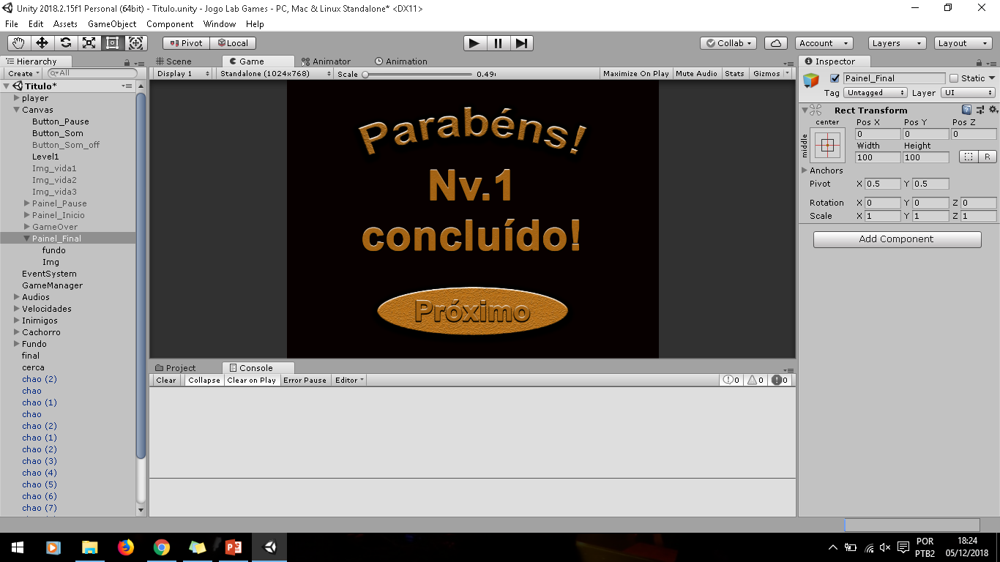 Unity 2018.2.15f1 Personal (64bit) - Titulo.unity - Jogo Lab Games - PC, Mac & Linux Standalone* <DX11>
File Edit Assets GameObject Component Window Help
Pivot Local Collab Account Layers Layout
Hierarchy
Create All
Titulo*
player
Canvas
Button_Pause
Button_Som
Button_Som_off
Level1
Img_vida1
Img_vida2
Img_vida3
Painel_Pause
Painel_Inicio
GameOver
Painel_Final
fundo
Img
EventSystem
GameManager
Audios
Velocidades
Inimigos
Cachorro
Fundo
final
cerca
chao (2)
chao
chao (1)
chao
chao (2)
chao (1)
chao (2)
chao (3)
chao (4)
chao (5)
chao (6)
chao (7)
Scene Game Animator Animation
Display 1 Standalone (1024x768) Scale 0.49 Maximize On Play Mute Audio Stats Gizmos
Parabéns!
Nv.1
concluído!
Próximo
Project Console
Clear Collapse Clear on Play Error Pause Editor 0 0 0
Inspector
Painel_Final Static
Tag Untagged Layer UI
Rect Transform
center Pos X Pos Y Pos Z
middle 0 0 0
Width Height
100 100 R
Anchors
Pivot X 0.5 Y 0.5
Rotation X 0 Y 0 Z 0
Scale X 1 Y 1 Z 1
Add Component
POR
PTB2
18:24
05/12/2018